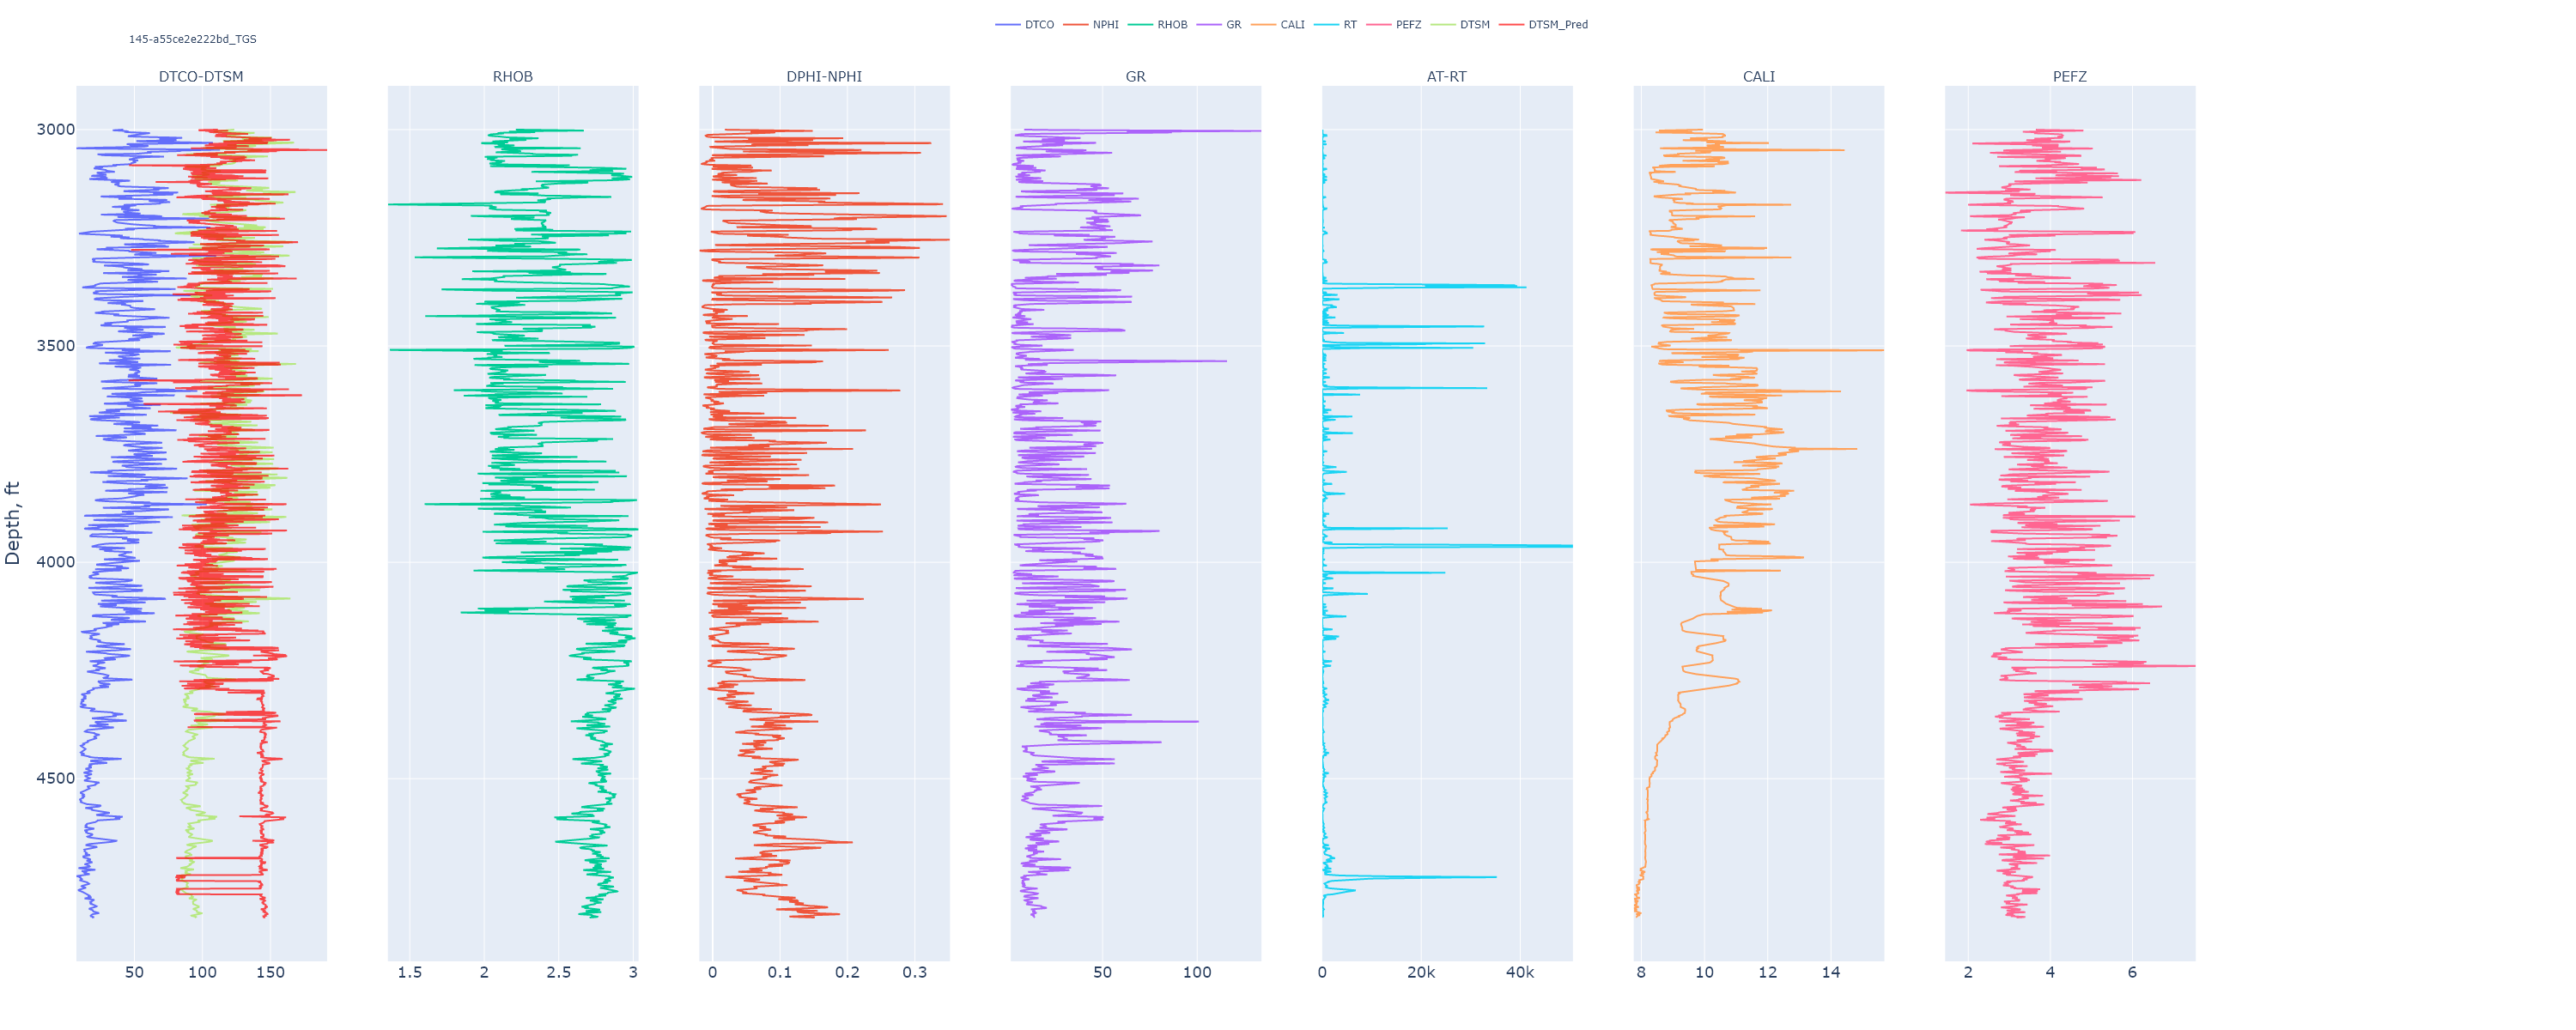 DTCO NPHI RHOB GR CALI RT PEFZ DTSM DTSM_Pred
145-a55ce2e222bd_TGS
DTCO-DTSM RHOB DPHI-NPHI GR AT-RT CALI PEFZ
3000
3500
4000
4500
Depth, ft
50 100 150 1.5 2 2.5 3 0 0.1 0.2 0.3 50 100 0 20k 40k 8 10 12 14 2 4 6